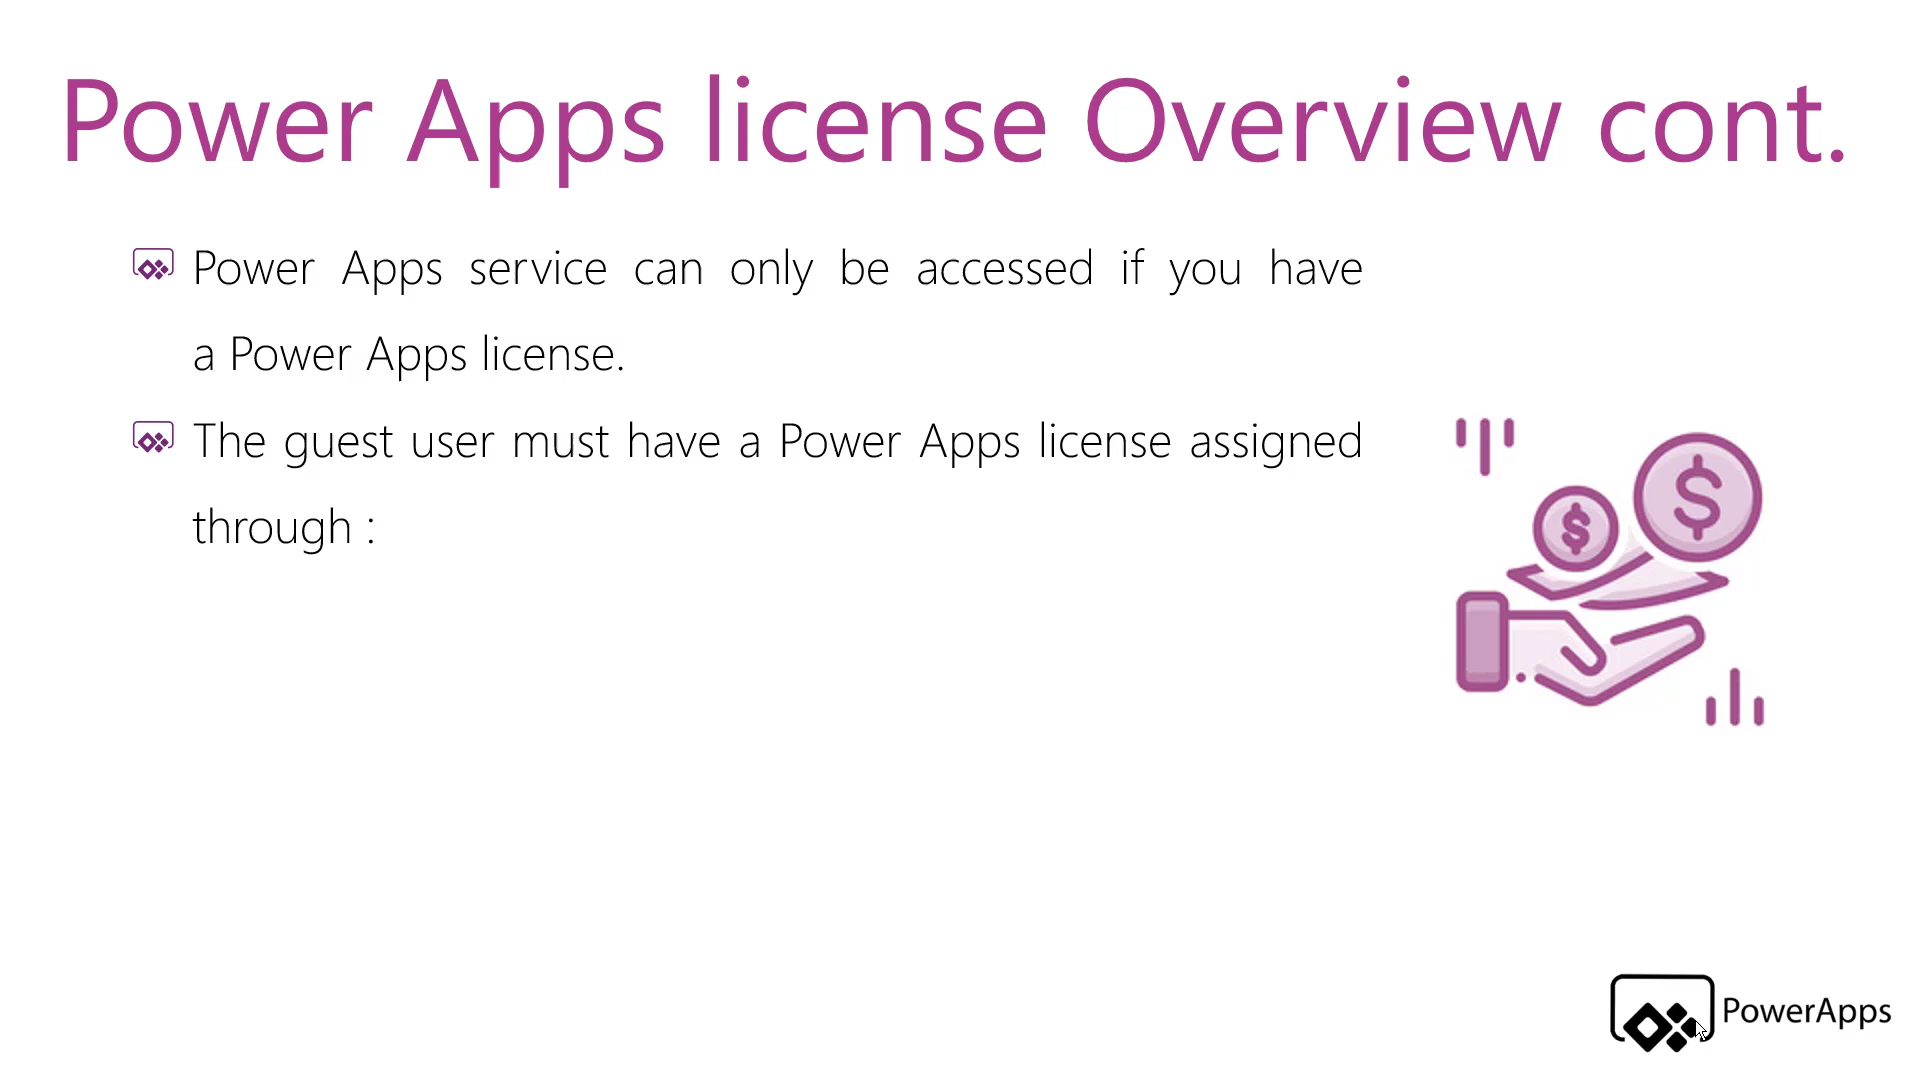 Power Apps license Overview cont.
Power Apps service can only be accessed if you have
a Power Apps license.
The guest user must have a Power Apps license assigned
through :
$
$
PowerApps